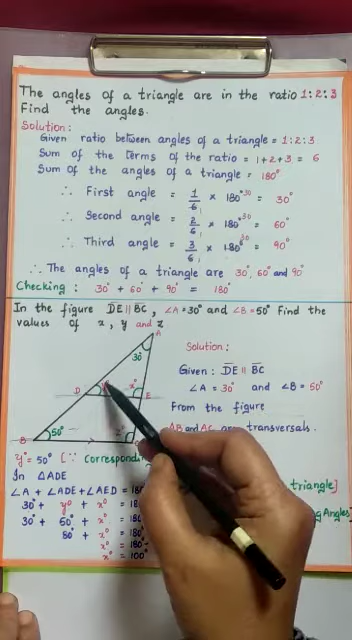 The angles of a triangle are in the ratio 1:2:3
Find the angles.
Solution:
Given ratio between angles of a triangle = 1:2:3
Sum of the terms of the ratio = 1+2+3 = 6
Sum of the angles of a triangle = 180°
∴ First angle = 1/6 × 180° 30 = 30°
∴ Second angle = 2/6 × 180° 30 = 60°
∴ Third angle = 3/6 × 180° 30 = 90°
∴ The angles of a triangle are 30°, 60° and 90°
Checking: 30° + 60° + 90° = 180°
In the figure DE || BC, ∠A = 30° and ∠B = 50° Find the
values of x, y and z
A
30°
D
x°
E
B
50°
z°
Solution:
Given: DE || BC
∠A = 30° and ∠B = 50°
From the figure
AB and AC are transversals.
y° = 50° [∵ Corresponding
In ΔADE
triangle]
∠A + ∠ADE + ∠AED = 180°
30° + y° + x° = 18
Angles]
30° + 50° + x° = 18
80° + x° = 180°
x° = 180°-
x° = 100°